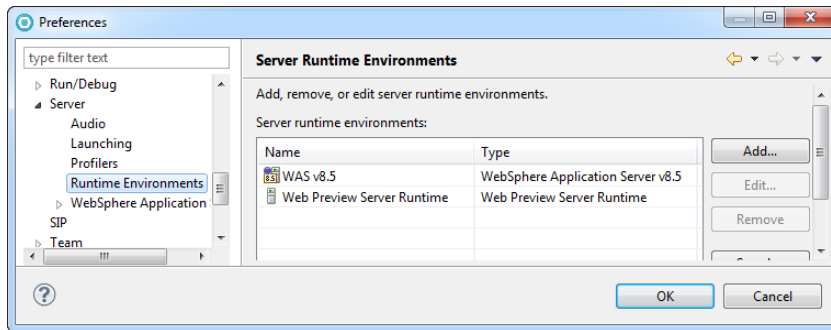 Preferences
type filter text
Run/Debug
Server
Audio
Launching
Profilers
Runtime Environments
WebSphere Application
SIP
Team
Server Runtime Environments
Add, remove, or edit server runtime environments.
Server runtime environments:
Name Type
8.5 WAS v8.5 WebSphere Application Server v8.5
Web Preview Server Runtime Web Preview Server Runtime
Add...
Edit...
Remove
? OK Cancel